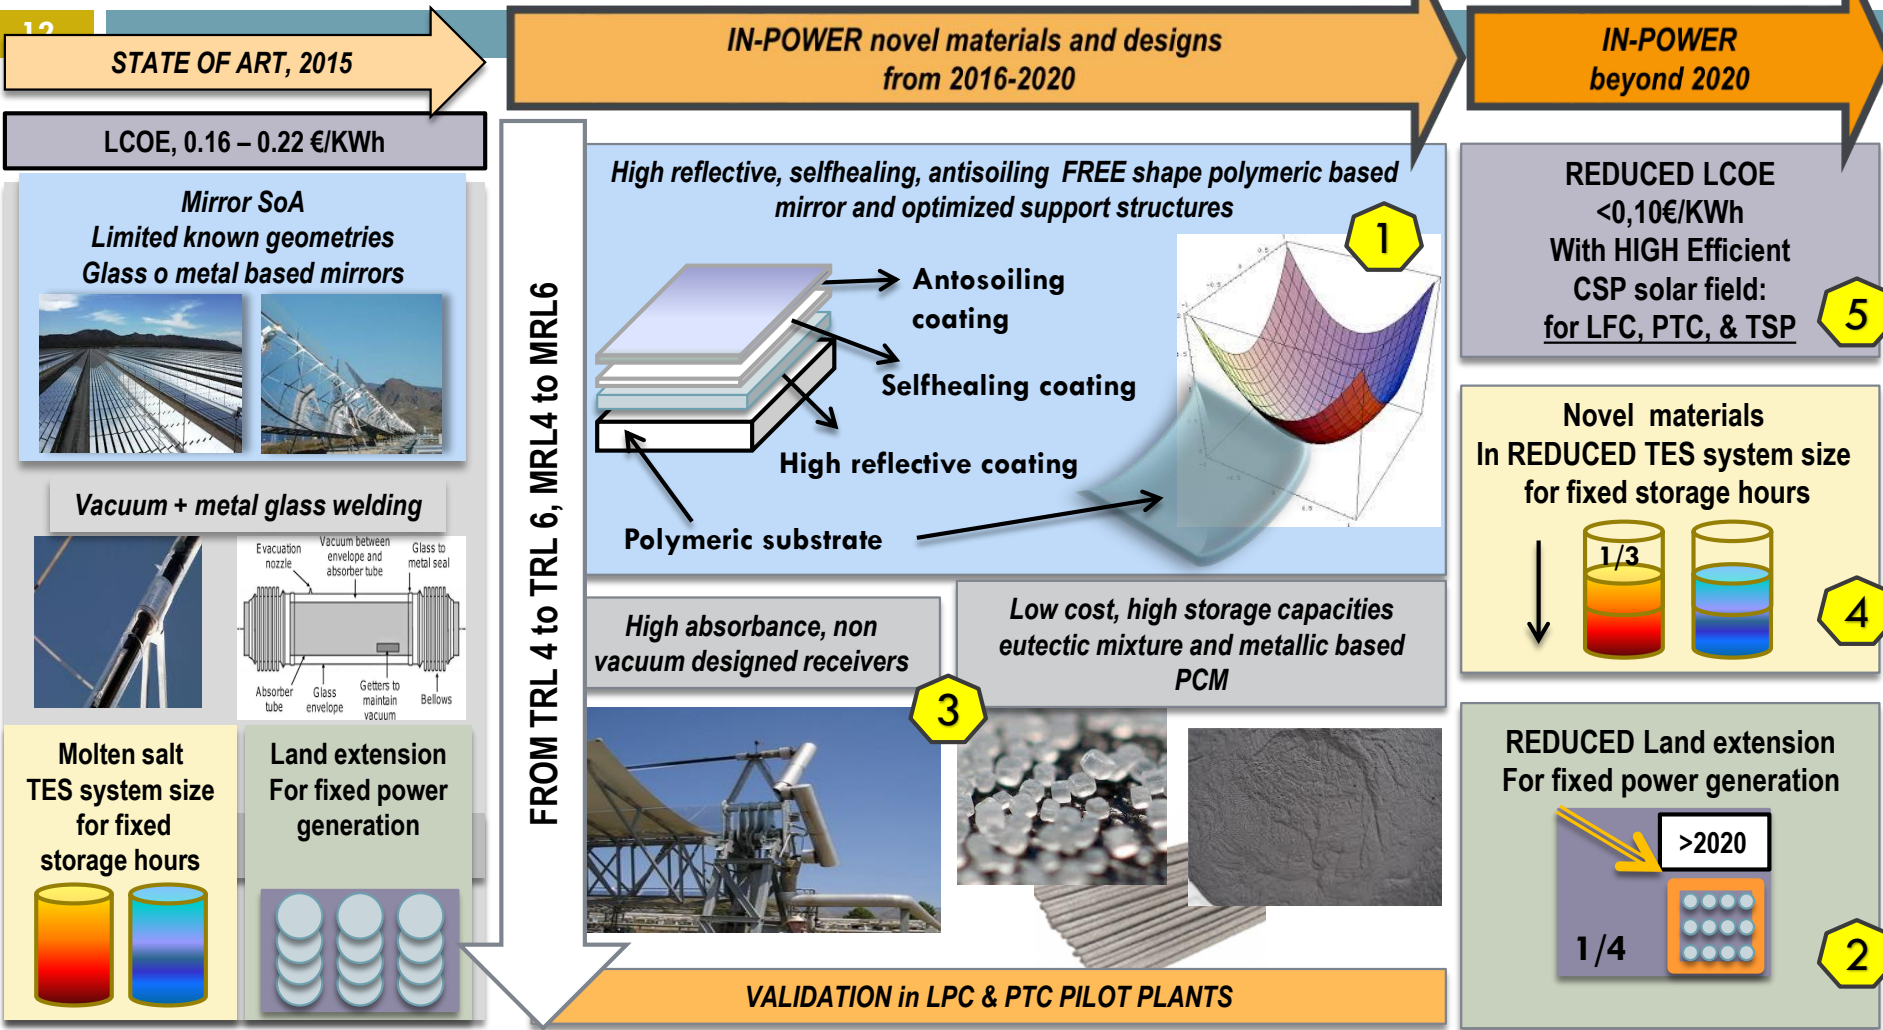 12
STATE OF ART, 2015
IN-POWER novel materials and designs
from 2016-2020
IN-POWER
beyond 2020
LCOE, 0.16 – 0.22 €/KWh
Mirror SoA
Limited known geometries
Glass o metal based mirrors
Vacuum + metal glass welding
Evacuation
nozzle
Vacuum between
envelope and
absorber tube
Glass to
metal seal
Absorber
tube
Glass
envelope
Getters to
maintain
vacuum
Bellows
Molten salt
TES system size
for fixed
storage hours
Land extension
For fixed power
generation
FROM TRL 4 to TRL 6, MRL4 to MRL6
High reflective, selfhealing, antisoiling FREE shape polymeric based
mirror and optimized support structures
1
Antosoiling
coating
Selfhealing coating
High reflective coating
Polymeric substrate
High absorbance, non
vacuum designed receivers
3
Low cost, high storage capacities
eutectic mixture and metallic based
PCM
VALIDATION in LPC & PTC PILOT PLANTS
REDUCED LCOE
<0,10€/KWh
With HIGH Efficient
CSP solar field:
for LFC, PTC, & TSP
5
Novel materials
In REDUCED TES system size
for fixed storage hours
1/3
4
REDUCED Land extension
For fixed power generation
>2020
1/4
2